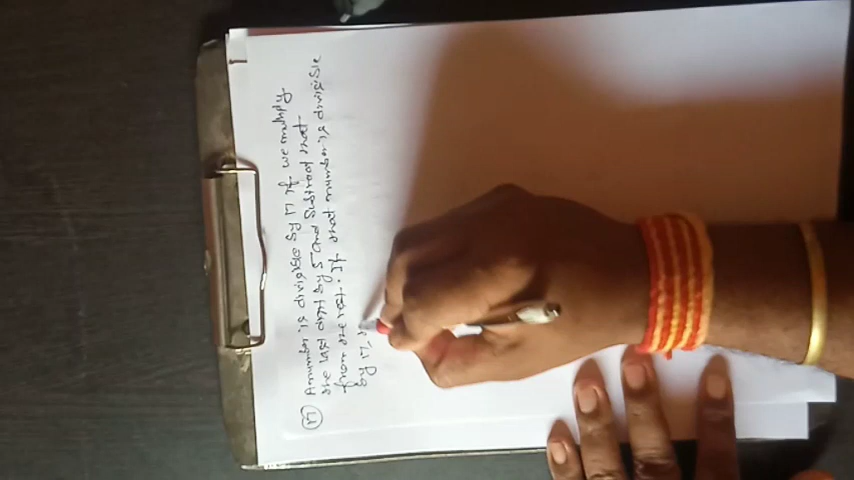 (17) A number is divisible by 17 if we multiply
the last digit by 5 and subtract that
from the rest. If that number is divisible
by 17,